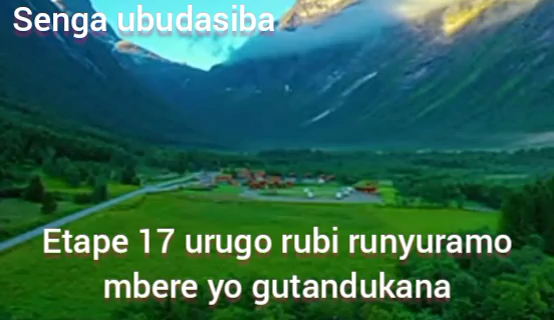 Senga ubudasiba
Etape 17 urugo rubi runyuramo
mbere yo gutandukana